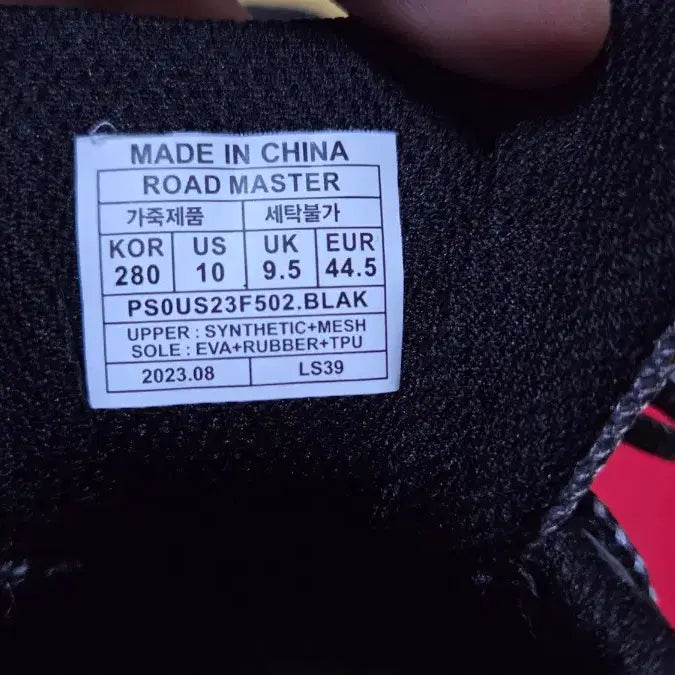 MADE IN CHINA
ROAD MASTER
가죽제품 세탁불가
KOR US UK EUR
280 10 9.5 44.5
PS0US23F502.BLAK
UPPER : SYNTHETIC+MESH
SOLE : EVA+RUBBER+TPU
2023.08 LS39